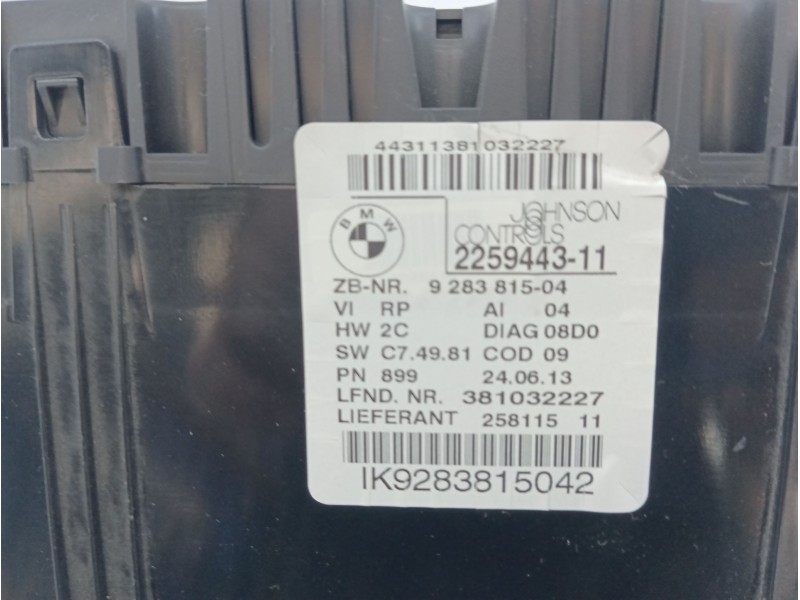 44311381032227
BMW
JOHNSON
CONTROLS
2259443-11
ZB-NR. 9 283 815-04
VI RP AI 04
HW 2C DIAG 08D0
SW C7.49.81 COD 09
PN 899 24.06.13
LFND. NR. 381032227
LIEFERANT 258115 11
IK9283815042